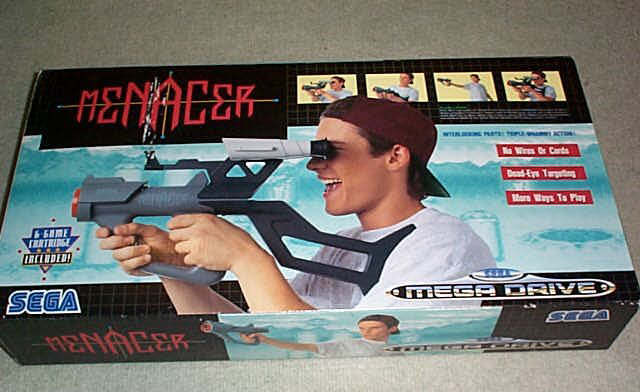 MENACER
INTERLOCKING PARTS: TRIPLE-WHAMMY ACTION!
No Wires Or Cords
Dead-Eye Targeting
More Ways To Play
6-GAME
CARTRIDGE
INCLUDED!
SEGA
SEGA
MEGA DRIVE
MENACER
MEGA DRIVE
SEGA